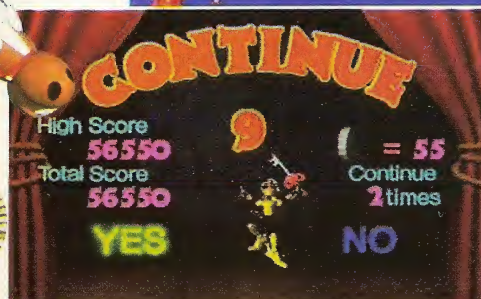 CONTINUE
9
High Score
56550
Total Score
56550
= 55
Continue
2 times
YES
NO